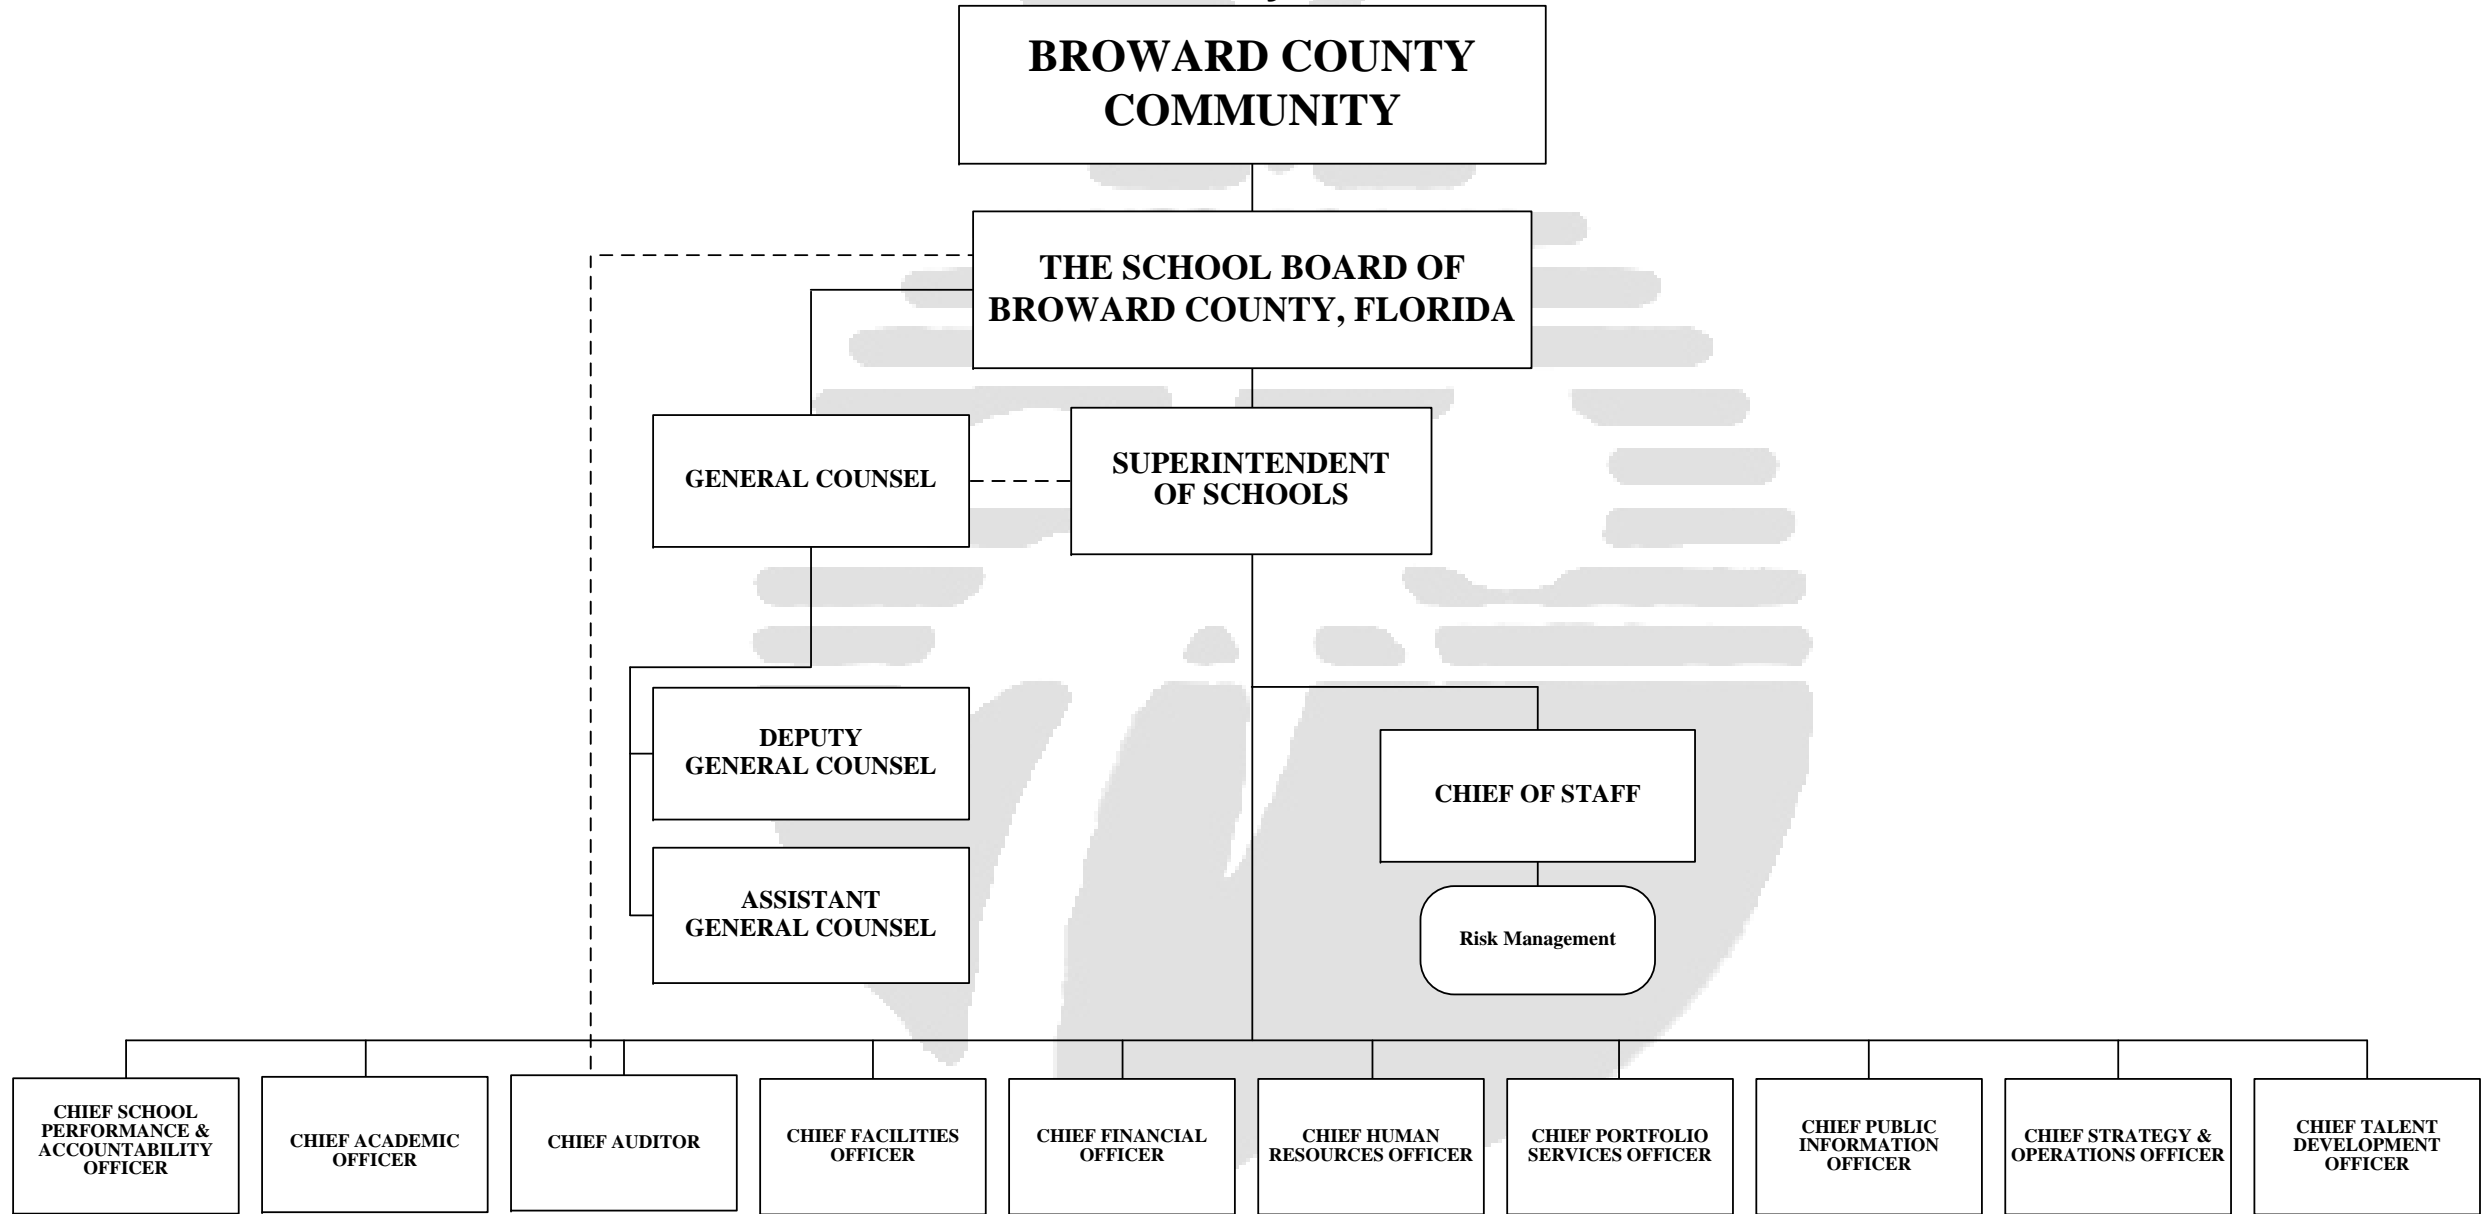 BROWARD COUNTY
COMMUNITY
THE SCHOOL BOARD OF
BROWARD COUNTY, FLORIDA
GENERAL COUNSEL
SUPERINTENDENT
OF SCHOOLS
DEPUTY
GENERAL COUNSEL
CHIEF OF STAFF
ASSISTANT
GENERAL COUNSEL
Risk Management
CHIEF SCHOOL
PERFORMANCE &
ACCOUNTABILITY
OFFICER
CHIEF ACADEMIC
OFFICER
CHIEF AUDITOR
CHIEF FACILITIES
OFFICER
CHIEF FINANCIAL
OFFICER
CHIEF HUMAN
RESOURCES OFFICER
CHIEF PORTFOLIO
SERVICES OFFICER
CHIEF PUBLIC
INFORMATION
OFFICER
CHIEF STRATEGY &
OPERATIONS OFFICER
CHIEF TALENT
DEVELOPMENT
OFFICER